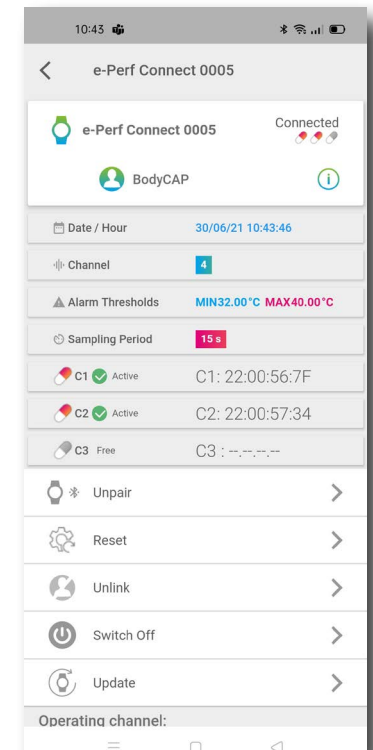 10:43
e-Perf Connect 0005
e-Perf Connect 0005 Connected
BodyCAP i
Date / Hour 30/06/21 10:43:46
Channel 4
Alarm Thresholds MIN32.00°C MAX40.00°C
Sampling Period 15 s
C1 Active C1: 22:00:56:7F
C2 Active C2: 22:00:57:34
C3 Free C3 : --.--.--.--
Unpair
Reset
Unlink
Switch Off
Update
Operating channel: